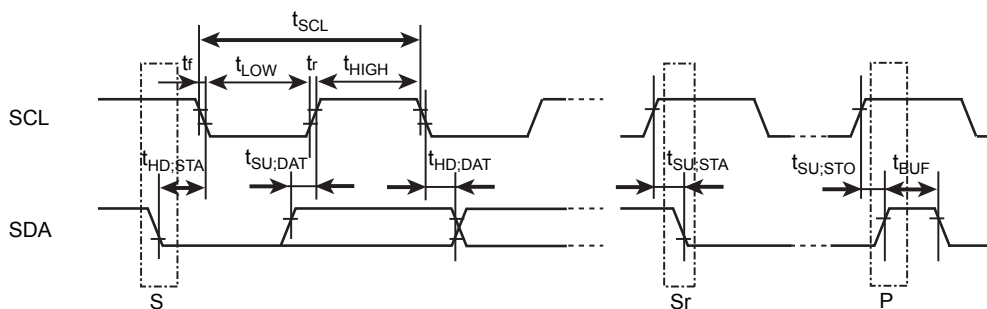 tSCL
tf tLOW tr tHIGH
SCL
tHD;STA tSU;DAT tHD;DAT tSU;STA tSU;STO tBUF
SDA
S Sr P